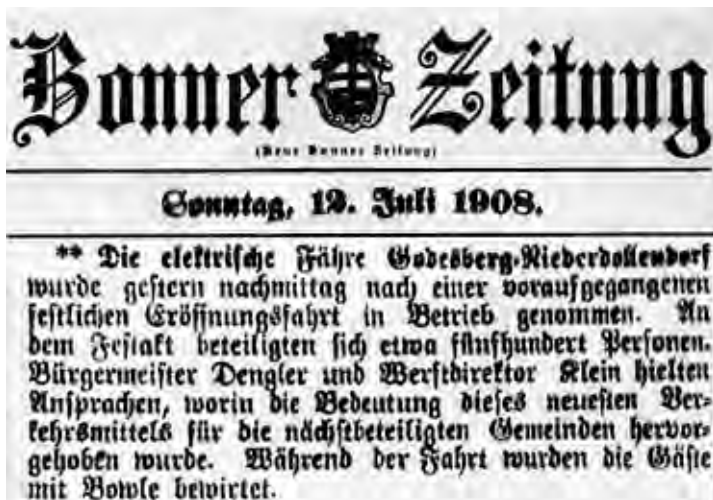 Bonner Zeitung
(Neue Bonner Zeitung)
Sonntag, 12. Juli 1908.
** Die elektrische Fähre Godesberg-Niederdollendorf
wurde gestern nachmittag nach einer voraufgegangenen
festlichen Eröffnungsfahrt in Betrieb genommen. An
dem Festakt beteiligten sich etwa fünfhundert Personen.
Bürgermeister Dengler und Werftdirektor Klein hielten
Ansprachen, worin die Bedeutung dieses neuesten Ver-
kehrsmittels für die nächstbeteiligten Gemeinden hervor-
gehoben wurde. Während der Fahrt wurden die Gäste
mit Bowle bewirtet.